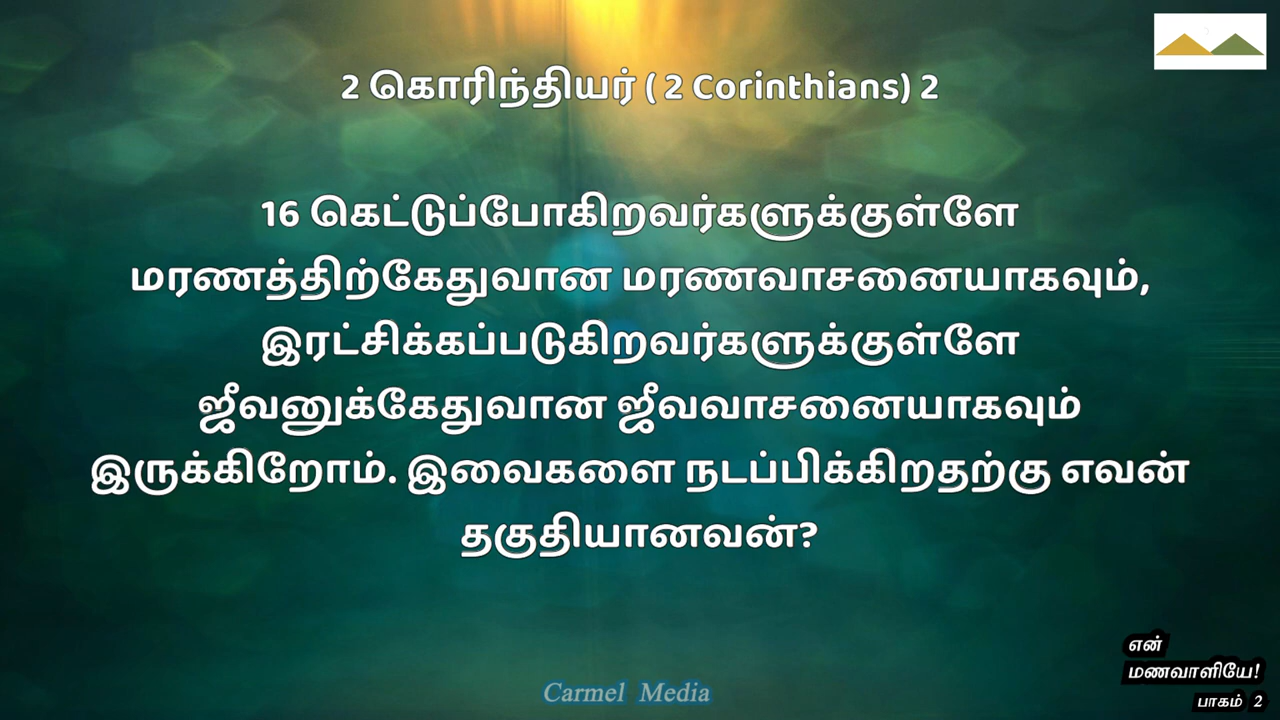 2 கொரிந்தியர் ( 2 Corinthians) 2
16 கெட்டுப்போகிறவர்களுக்குள்ளே
மரணத்திற்கேதுவான மரணவாசனையாகவும்,
இரட்சிக்கப்படுகிறவர்களுக்குள்ளே
ஜீவனுக்கேதுவான ஜீவவாசனையாகவும்
இருக்கிறோம். இவைகளை நடப்பிக்கிறதற்கு எவன்
தகுதியானவன்?
என்
மணவாளியே!
பாகம் 2
Carmel Media